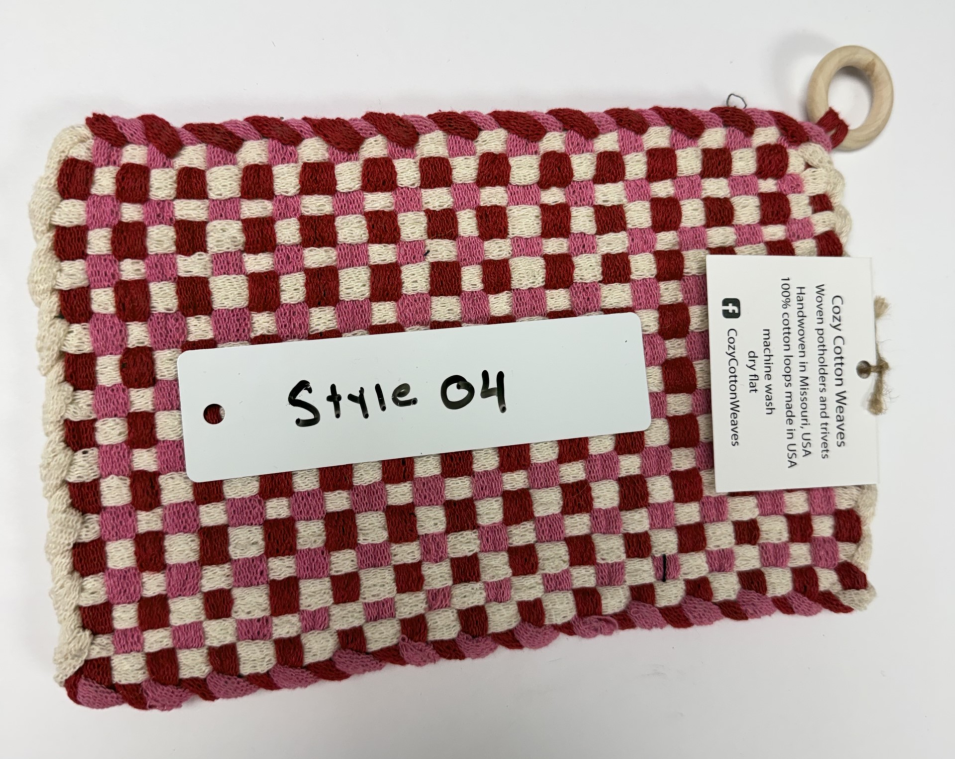 Style 04
Cozy Cotton Weaves
Woven potholders and trivets
Handwoven in Missouri, USA
100% cotton loops made in USA
machine wash
dry flat
f CozyCottonWeaves